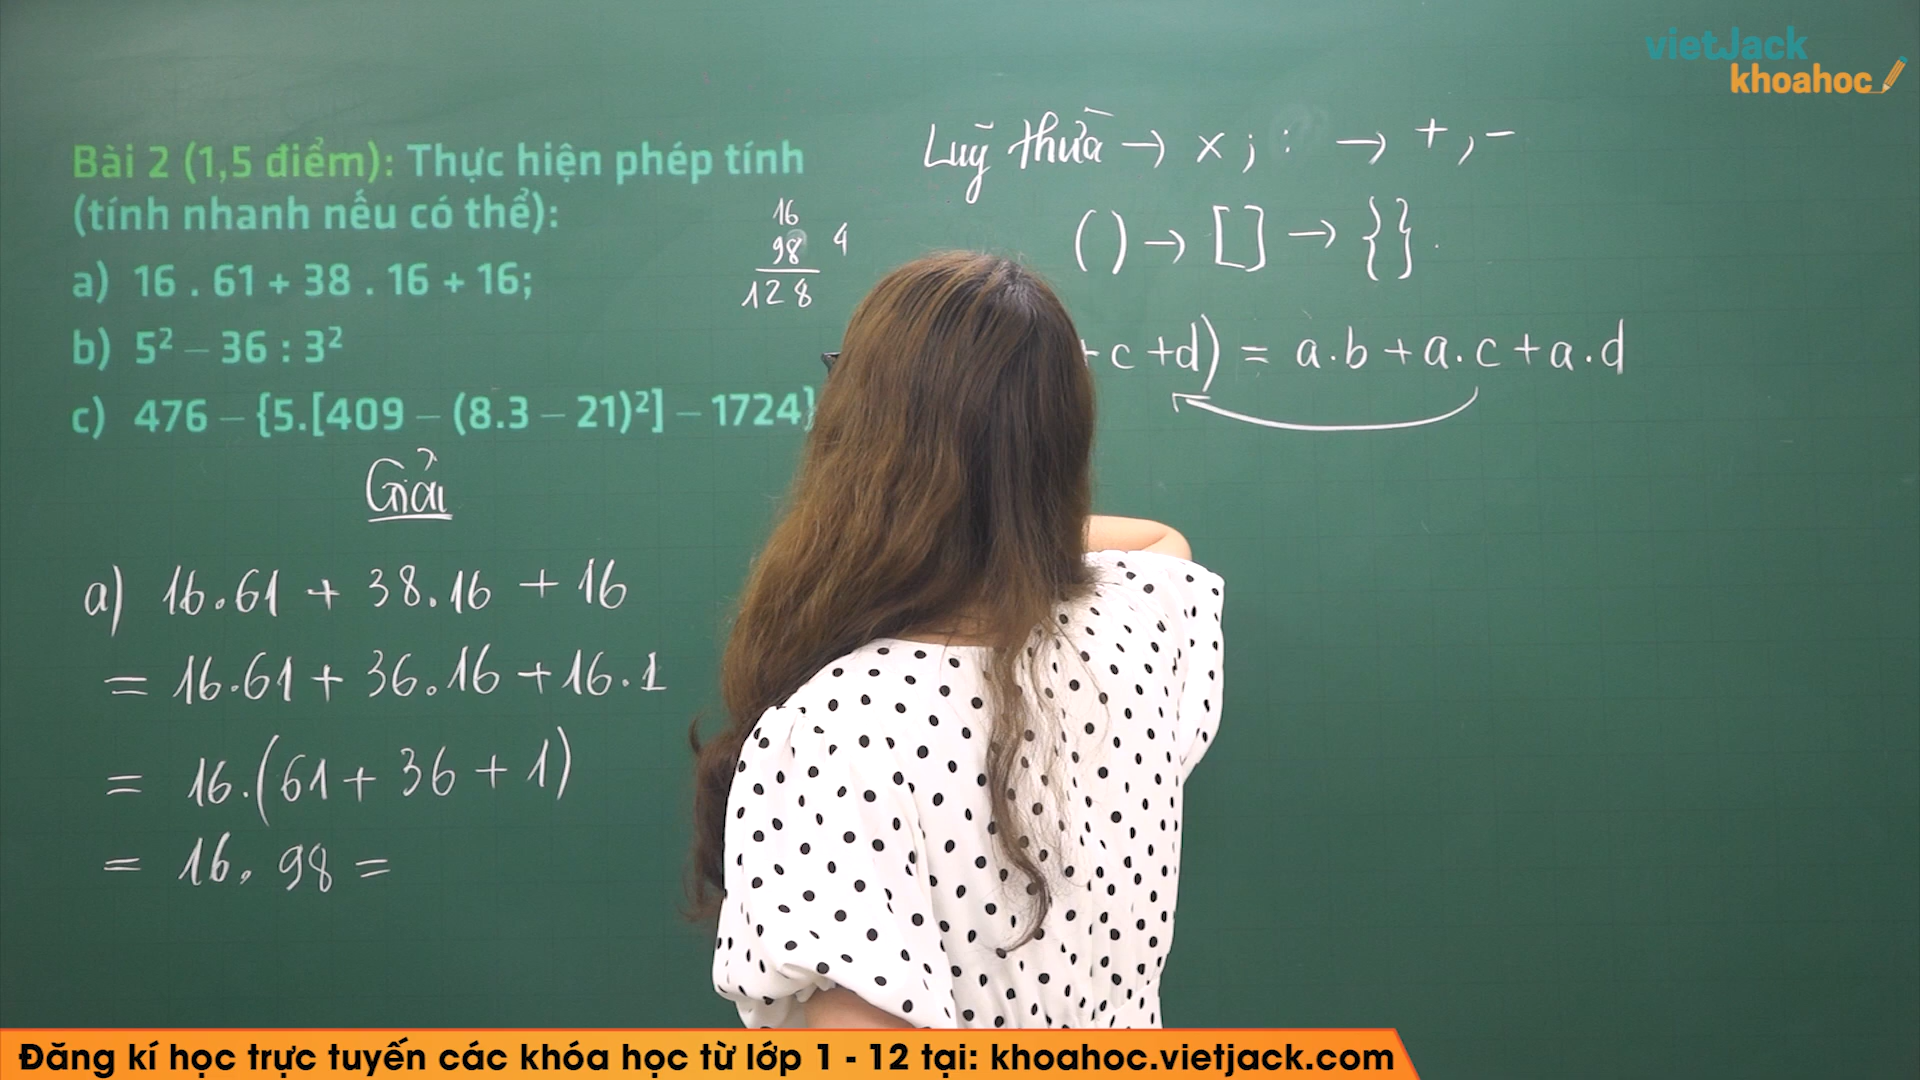 vietJack
khoahoc
Bài 2 (1,5 điểm): Thực hiện phép tính
(tính nhanh nếu có thể):
a) 16 . 61 + 38 . 16 + 16;
b) 5² – 36 : 3²
c) 476 – {5.[409 – (8.3 – 21)²] – 1724}
16
98 4
128
Luỹ thừa → × ; : → + , -
( ) → [ ] → { } .
+ c + d) = a.b + a.c + a.d
Giải
a) 16.61 + 38.16 + 16
= 16.61 + 36.16 + 16.1
= 16.(61 + 36 + 1)
= 16. 98 =
Đăng kí học trực tuyến các khóa học từ lớp 1 - 12 tại: khoahoc.vietjack.com